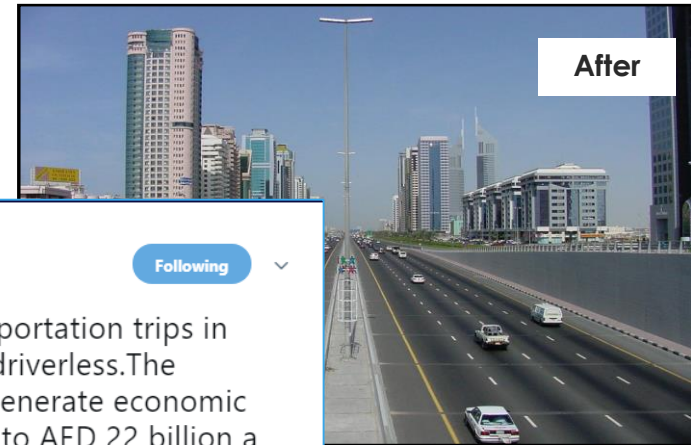 After
Following
portation trips in
driverless.The
enerate economic
to AED 22 billion a